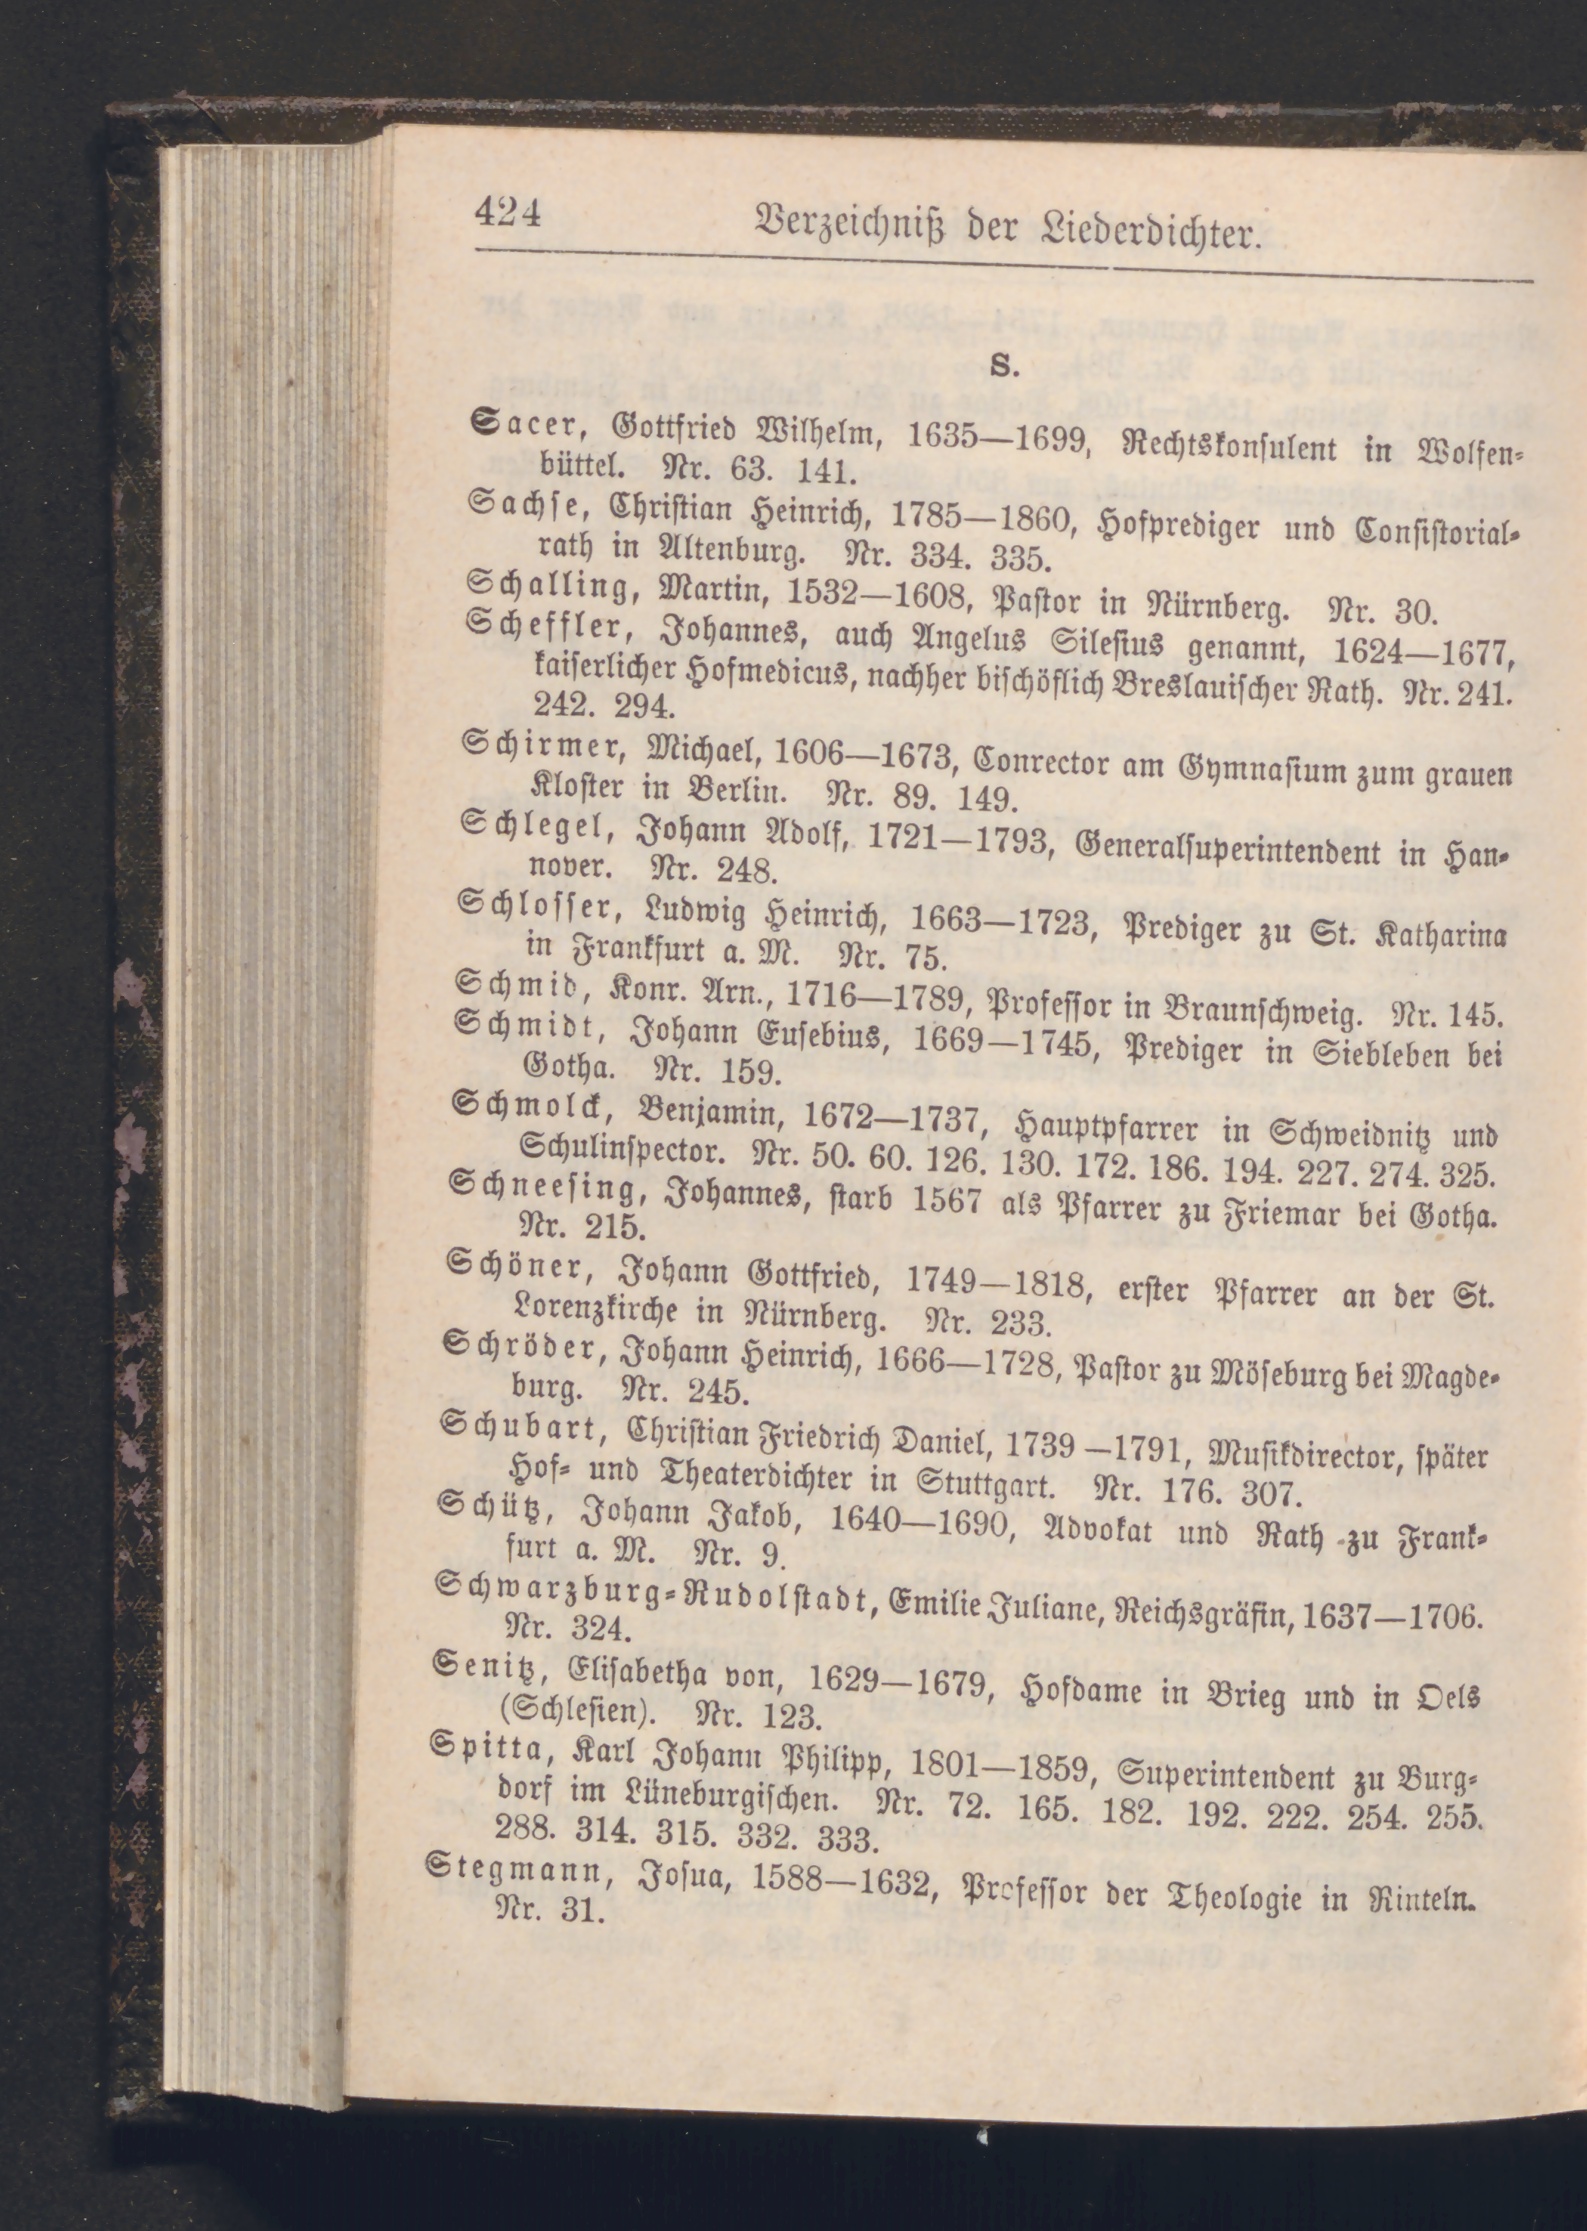 424 Verzeichniß der Liederdichter.
S.
Sacer, Gottfried Wilhelm, 1635—1699, Rechtskonsulent in Wolfen-
büttel. Nr. 63. 141.
Sachse, Christian Heinrich, 1785—1860, Hofprediger und Consistorial-
rath in Altenburg. Nr. 334. 335.
Schalling, Martin, 1532—1608, Pastor in Nürnberg. Nr. 30.
Scheffler, Johannes, auch Angelus Silesius genannt, 1624—1677,
kaiserlicher Hofmedicus, nachher bischöflich Breslauischer Rath. Nr. 241.
242. 294.
Schirmer, Michael, 1606—1673, Conrector am Gymnasium zum grauen
Kloster in Berlin. Nr. 89. 149.
Schlegel, Johann Adolf, 1721—1793, Generalsuperintendent in Han-
nover. Nr. 248.
Schlosser, Ludwig Heinrich, 1663—1723, Prediger zu St. Katharina
in Frankfurt a. M. Nr. 75.
Schmid, Konr. Arn., 1716—1789, Professor in Braunschweig. Nr. 145.
Schmidt, Johann Eusebius, 1669—1745, Prediger in Siebleben bei
Gotha. Nr. 159.
Schmolck, Benjamin, 1672—1737, Hauptpfarrer in Schweidnitz und
Schulinspector. Nr. 50. 60. 126. 130. 172. 186. 194. 227. 274. 325.
Schneesing, Johannes, starb 1567 als Pfarrer zu Friemar bei Gotha.
Nr. 215.
Schöner, Johann Gottfried, 1749—1818, erster Pfarrer an der St.
Lorenzkirche in Nürnberg. Nr. 233.
Schröder, Johann Heinrich, 1666—1728, Pastor zu Möseburg bei Magde-
burg. Nr. 245.
Schubart, Christian Friedrich Daniel, 1739—1791, Musikdirector, später
Hof- und Theaterdichter in Stuttgart. Nr. 176. 307.
Schütz, Johann Jakob, 1640—1690, Advokat und Rath zu Frank-
furt a. M. Nr. 9.
Schwarzburg-Rudolstadt, Emilie Juliane, Reichsgräfin, 1637—1706.
Nr. 324.
Senitz, Elisabetha von, 1629—1679, Hofdame in Brieg und in Oels
(Schlesien). Nr. 123.
Spitta, Karl Johann Philipp, 1801—1859, Superintendent zu Burg-
dorf im Lüneburgischen. Nr. 72. 165. 182. 192. 222. 254. 255.
288. 314. 315. 332. 333.
Stegmann, Josua, 1588—1632, Professor der Theologie in Rinteln.
Nr. 31.